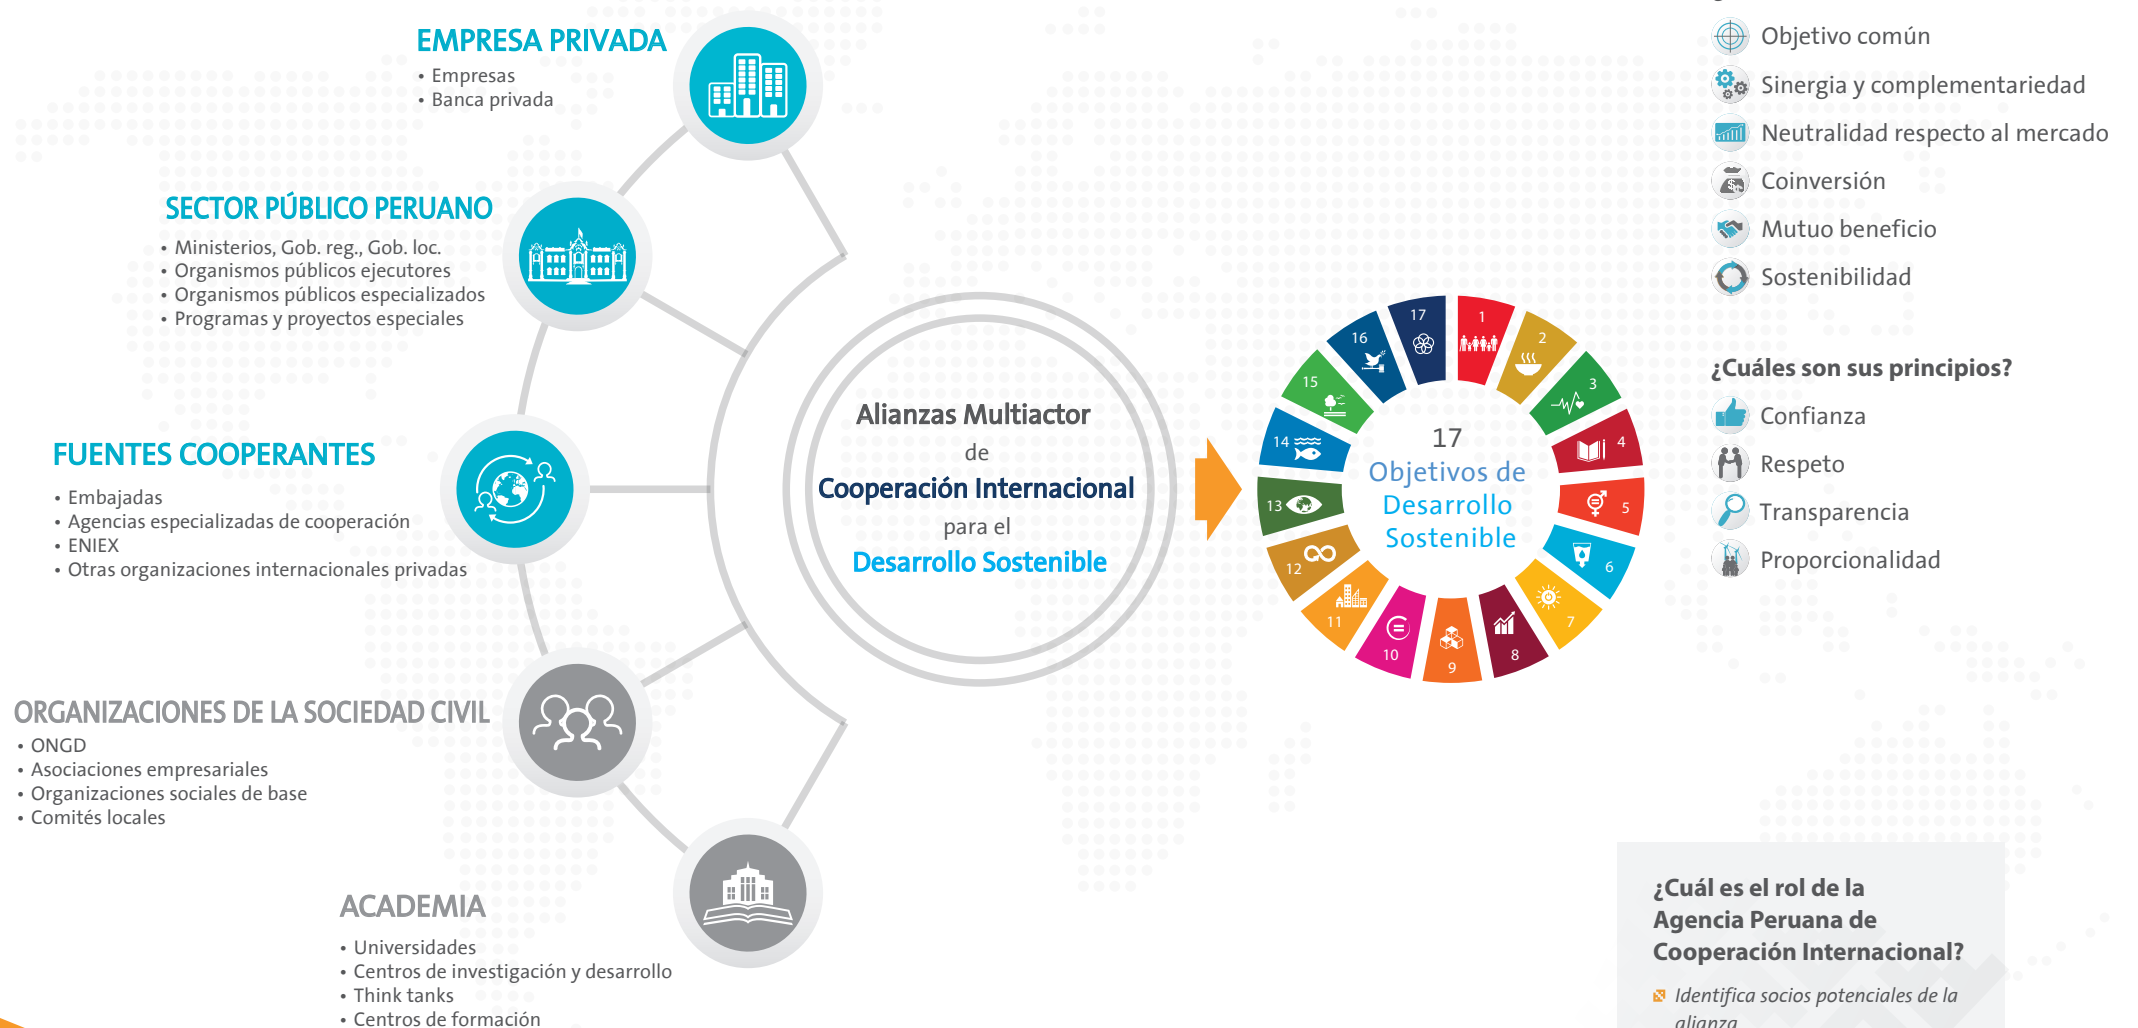 EMPRESA PRIVADA
• Empresas
• Banca privada
SECTOR PÚBLICO PERUANO
• Ministerios, Gob. reg., Gob. loc.
• Organismos públicos ejecutores
• Organismos públicos especializados
• Programas y proyectos especiales
FUENTES COOPERANTES
• Embajadas
• Agencias especializadas de cooperación
• ENIEX
• Otras organizaciones internacionales privadas
ORGANIZACIONES DE LA SOCIEDAD CIVIL
• ONGD
• Asociaciones empresariales
• Organizaciones sociales de base
• Comités locales
ACADEMIA
• Universidades
• Centros de investigación y desarrollo
• Think tanks
• Centros de formación
Alianzas Multiactor
de
Cooperación Internacional
para el
Desarrollo Sostenible
17
Objetivos de
Desarrollo
Sostenible
1
2
3
4
5
6
7
8
9
10
11
12
13
14
15
16
17
Objetivo común
Sinergia y complementariedad
Neutralidad respecto al mercado
Coinversión
Mutuo beneficio
Sostenibilidad
¿Cuáles son sus principios?
Confianza
Respeto
Transparencia
Proporcionalidad
¿Cuál es el rol de la
Agencia Peruana de
Cooperación Internacional?
Identifica socios potenciales de la
alianza